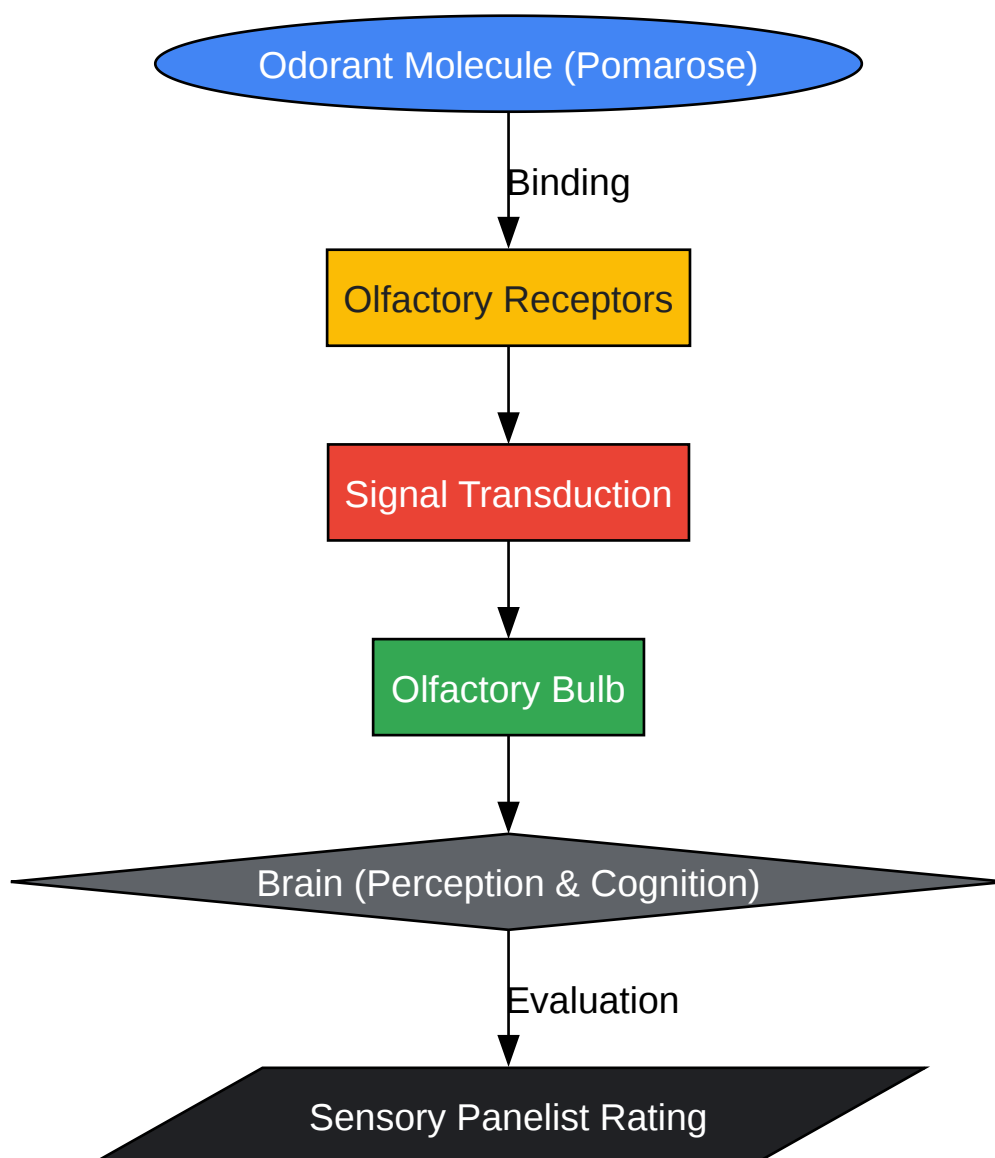 Odorant Molecule (Pomarose)
Binding
Olfactory Receptors
Signal Transduction
Olfactory Bulb
Brain (Perception & Cognition)
Evaluation
Sensory Panelist Rating